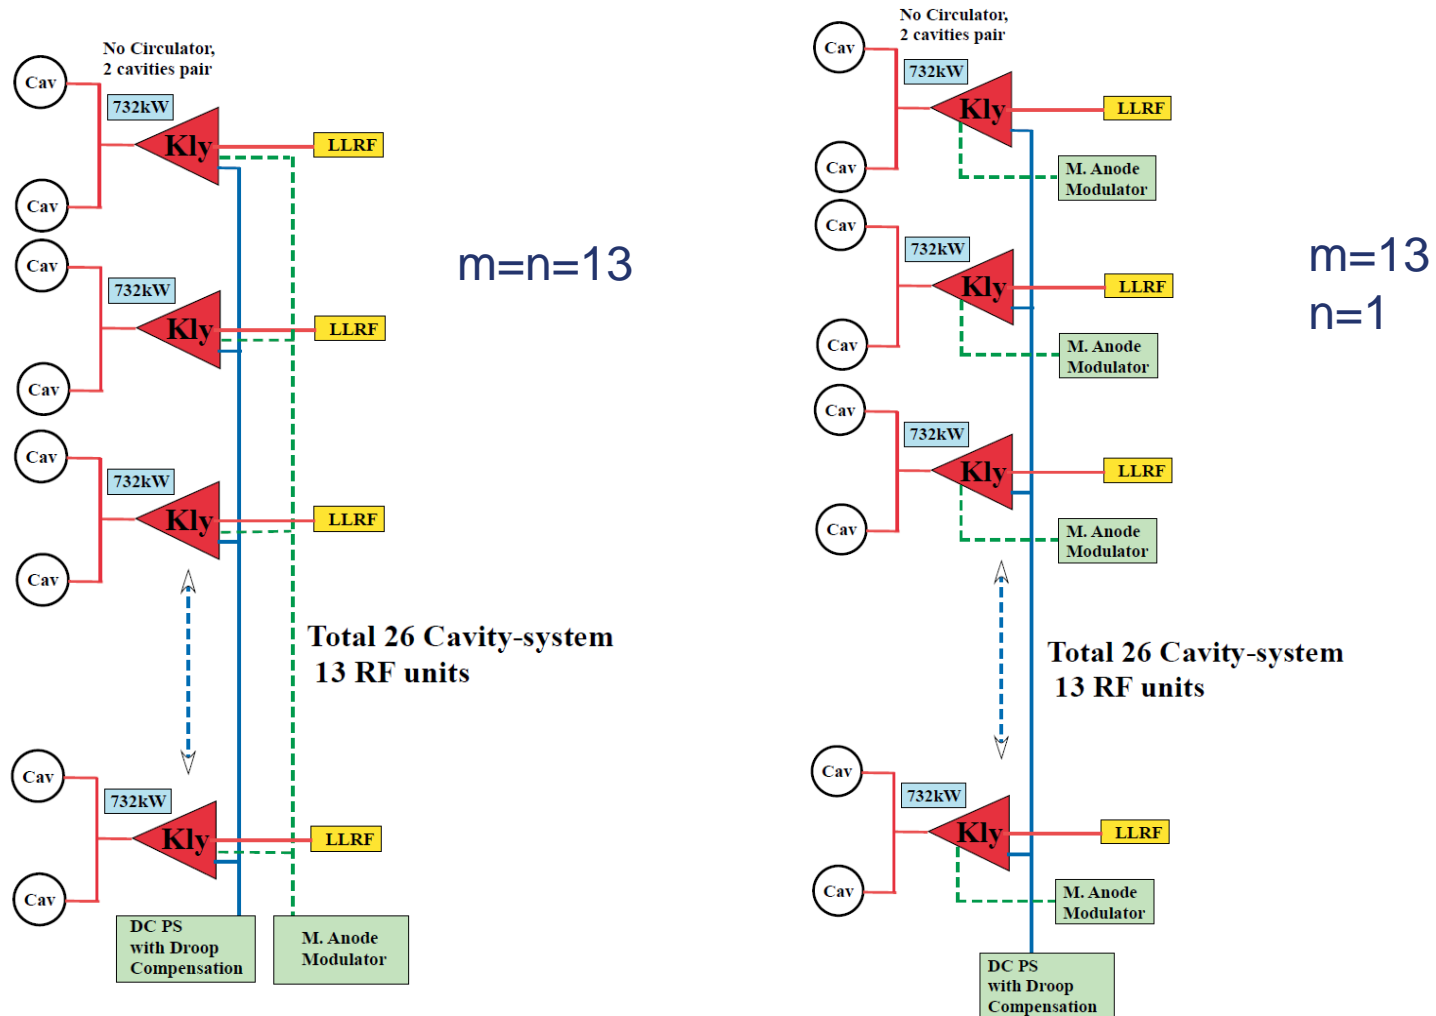 No Circulator,
2 cavities pair
Cav
732kW
Kly
LLRF
Cav
Cav
732kW
Kly
LLRF
Cav
Cav
732kW
Kly
LLRF
Cav
m=n=13
Total 26 Cavity-system
13 RF units
Cav
732kW
Kly
LLRF
Cav
DC PS
with Droop
Compensation
M. Anode
Modulator
No Circulator,
2 cavities pair
Cav
732kW
Kly
LLRF
Cav
M. Anode
Modulator
Cav
732kW
Kly
LLRF
Cav
M. Anode
Modulator
m=13
n=1
Cav
732kW
Kly
LLRF
Cav
M. Anode
Modulator
Total 26 Cavity-system
13 RF units
Cav
732kW
Kly
LLRF
Cav
M. Anode
Modulator
DC PS
with Droop
Compensation